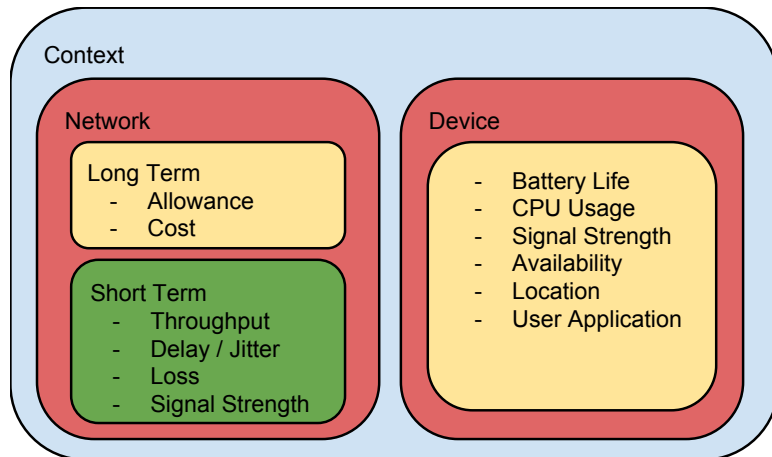 Context
Network
Long Term
- Allowance
- Cost
Short Term
- Throughput
- Delay / Jitter
- Loss
- Signal Strength
Device
- Battery Life
- CPU Usage
- Signal Strength
- Availability
- Location
- User Application